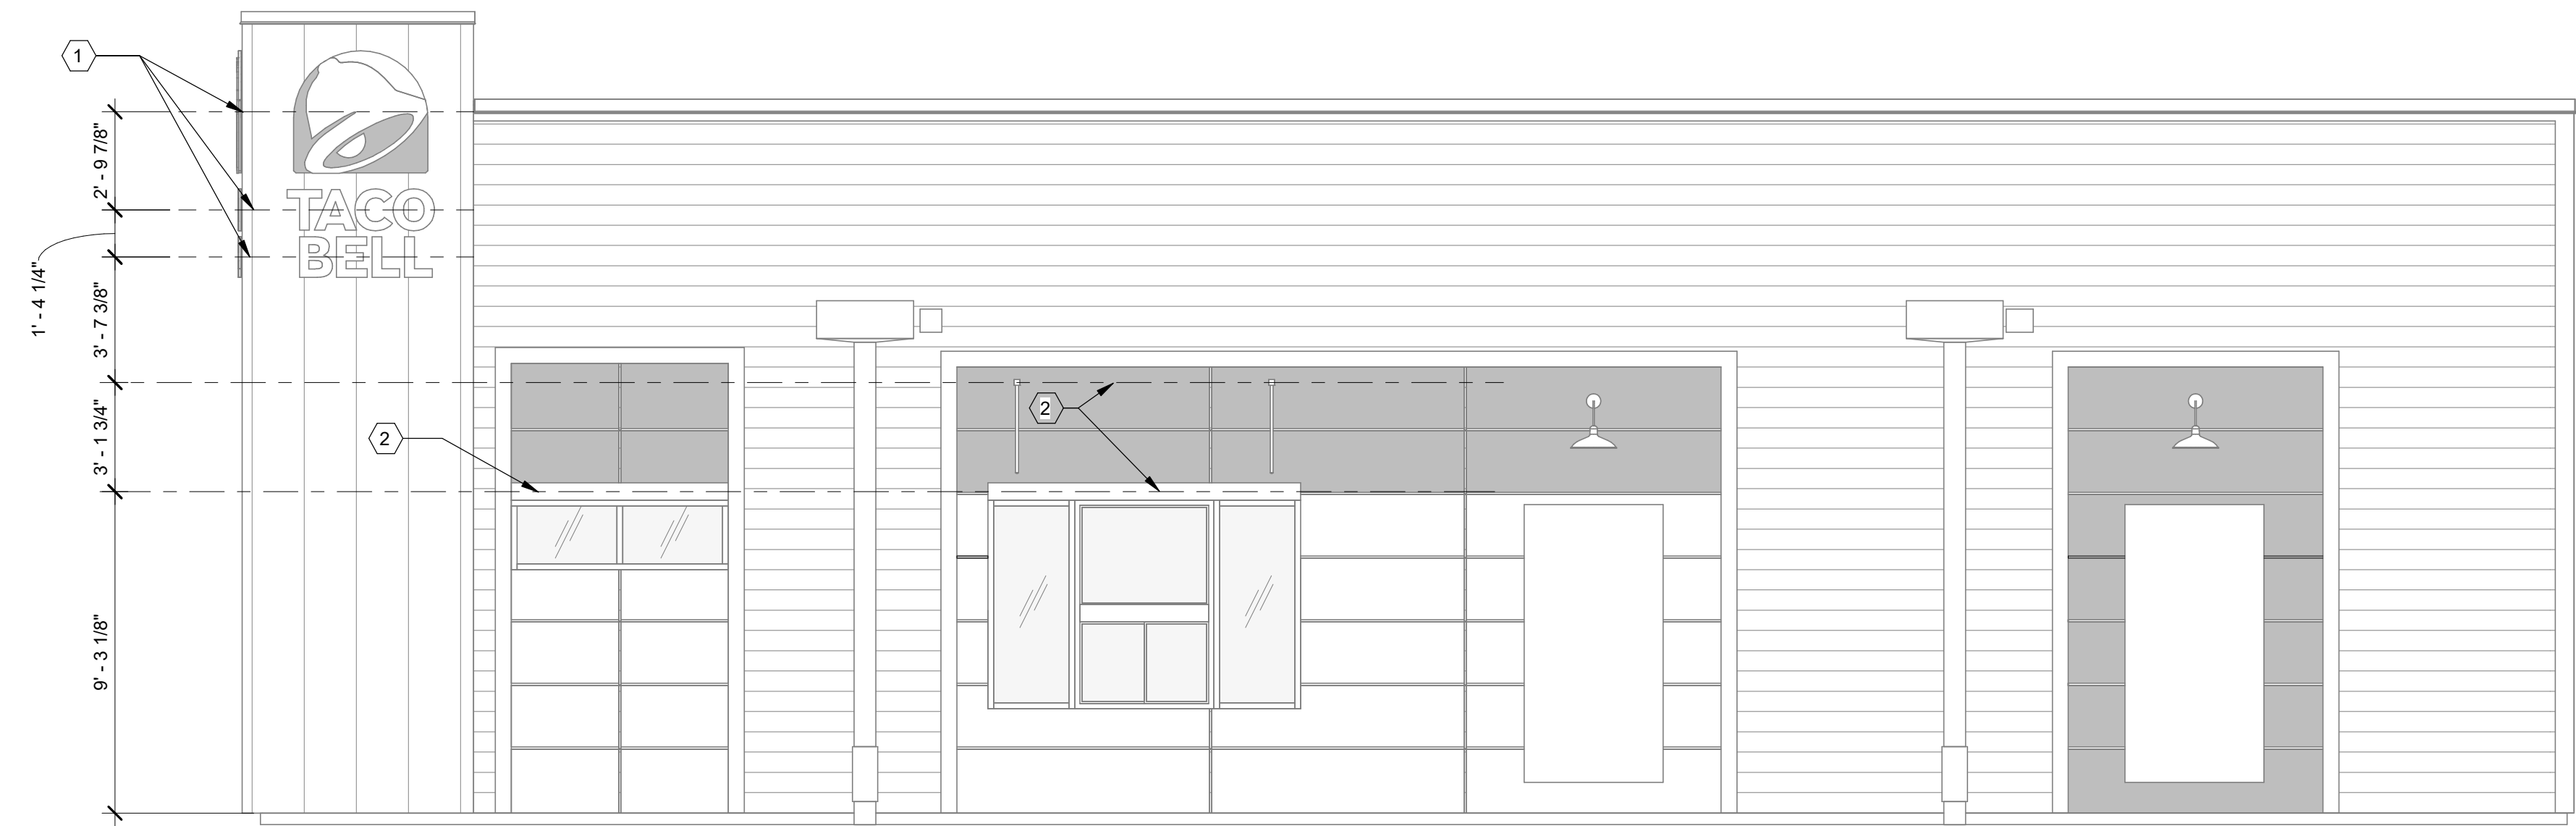 1
2' - 9 7/8"
TACO
BELL
1' - 4 1/4"
3' - 7 3/8"
3' - 1 3/4"
2
2
9' - 3 1/8"